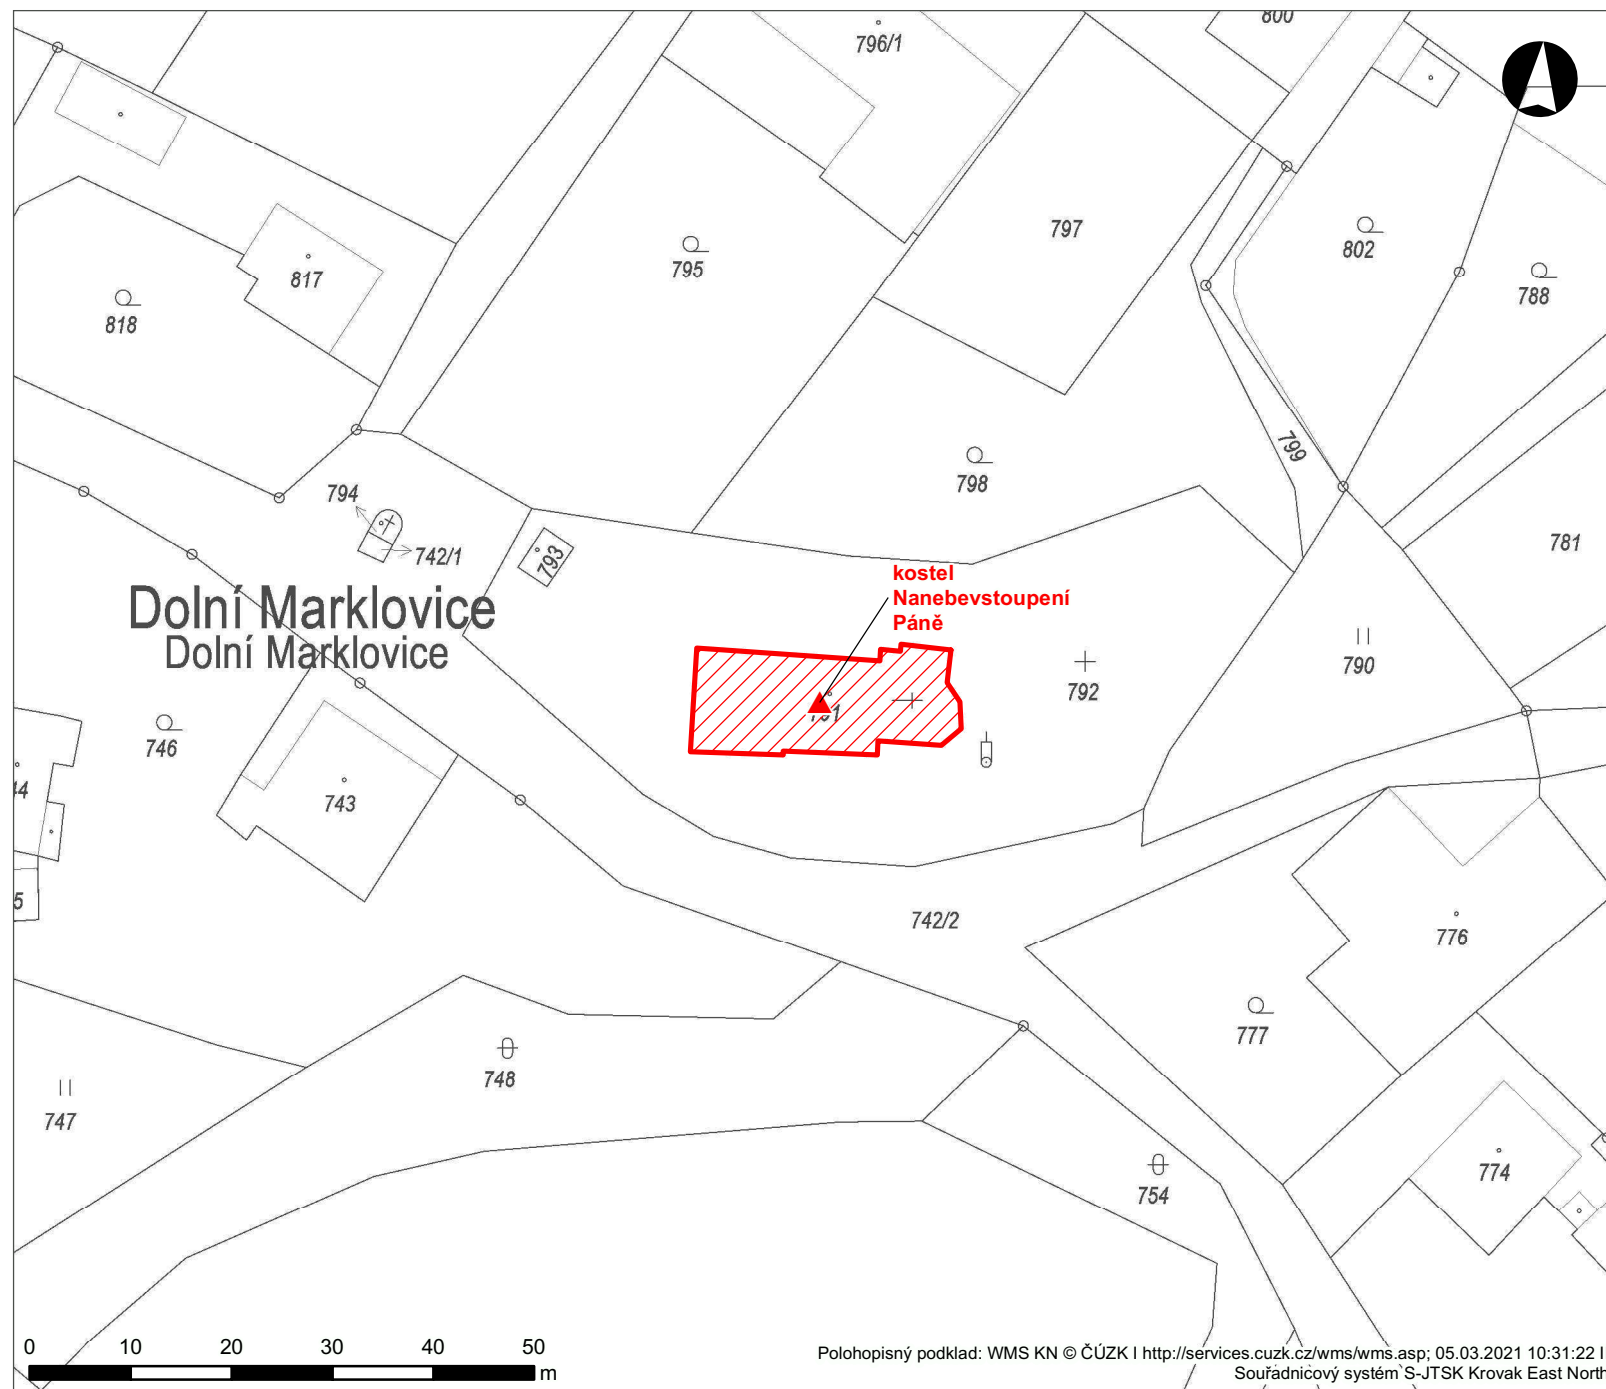 800
796/1
797
802
795
817
788
818
799
798
794
742/1
793
781
kostel
Nanebevstoupení
Páně
Dolní Marklovice
Dolní Marklovice
790
792
746
743
742/2
776
777
748
747
774
754
0 10 20 30 40 50
m
Polohopisný podklad: WMS KN © ČÚZK I http://services.cuzk.cz/wms/wms.asp; 05.03.2021 10:31:22 I
Souřadnicový systém S-JTSK Krovak East North